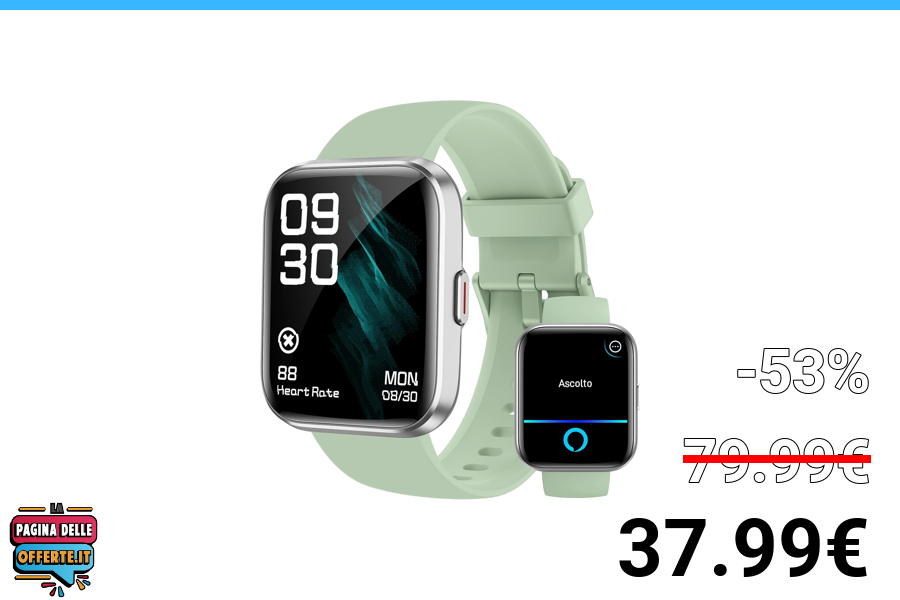 09
30
88
Heart Rate
MON
08/30
Ascolto
-53%
79.99€
37.99€
LA
PAGINA DELLE
OFFERTE.IT